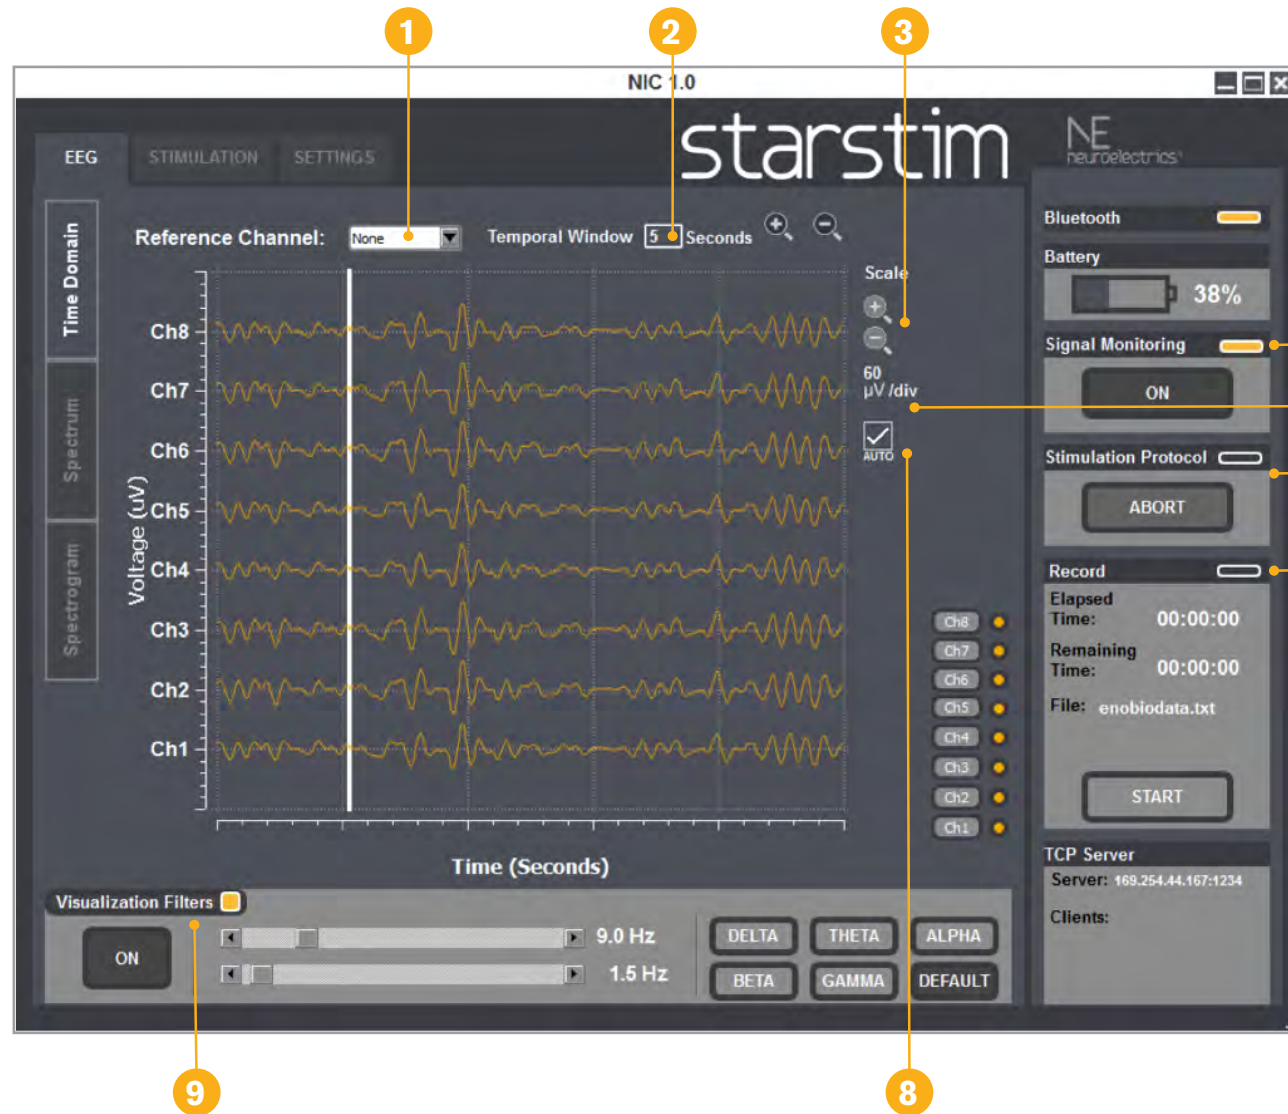 1 2 3
NIC 1.0
starstim
NE
neuroelectrics
EEG STIMULATION SETTINGS
Time Domain
Spectrum
Spectrogram
Reference Channel: None Temporal Window 5 Seconds
Scale
60
µV /div
AUTO
Voltage (uV)
Ch8
Ch7
Ch6
Ch5
Ch4
Ch3
Ch2
Ch1
Time (Seconds)
Ch8
Ch7
Ch6
Ch5
Ch4
Ch3
Ch2
Ch1
Bluetooth
Battery
38%
Signal Monitoring
ON
Stimulation Protocol
ABORT
Record
Elapsed
Time: 00:00:00
Remaining
Time: 00:00:00
File: enobiodata.txt
START
TCP Server
Server: 169.254.44.167:1234
Clients:
Visualization Filters
ON
9.0 Hz
1.5 Hz
DELTA THETA ALPHA
BETA GAMMA DEFAULT
9 8